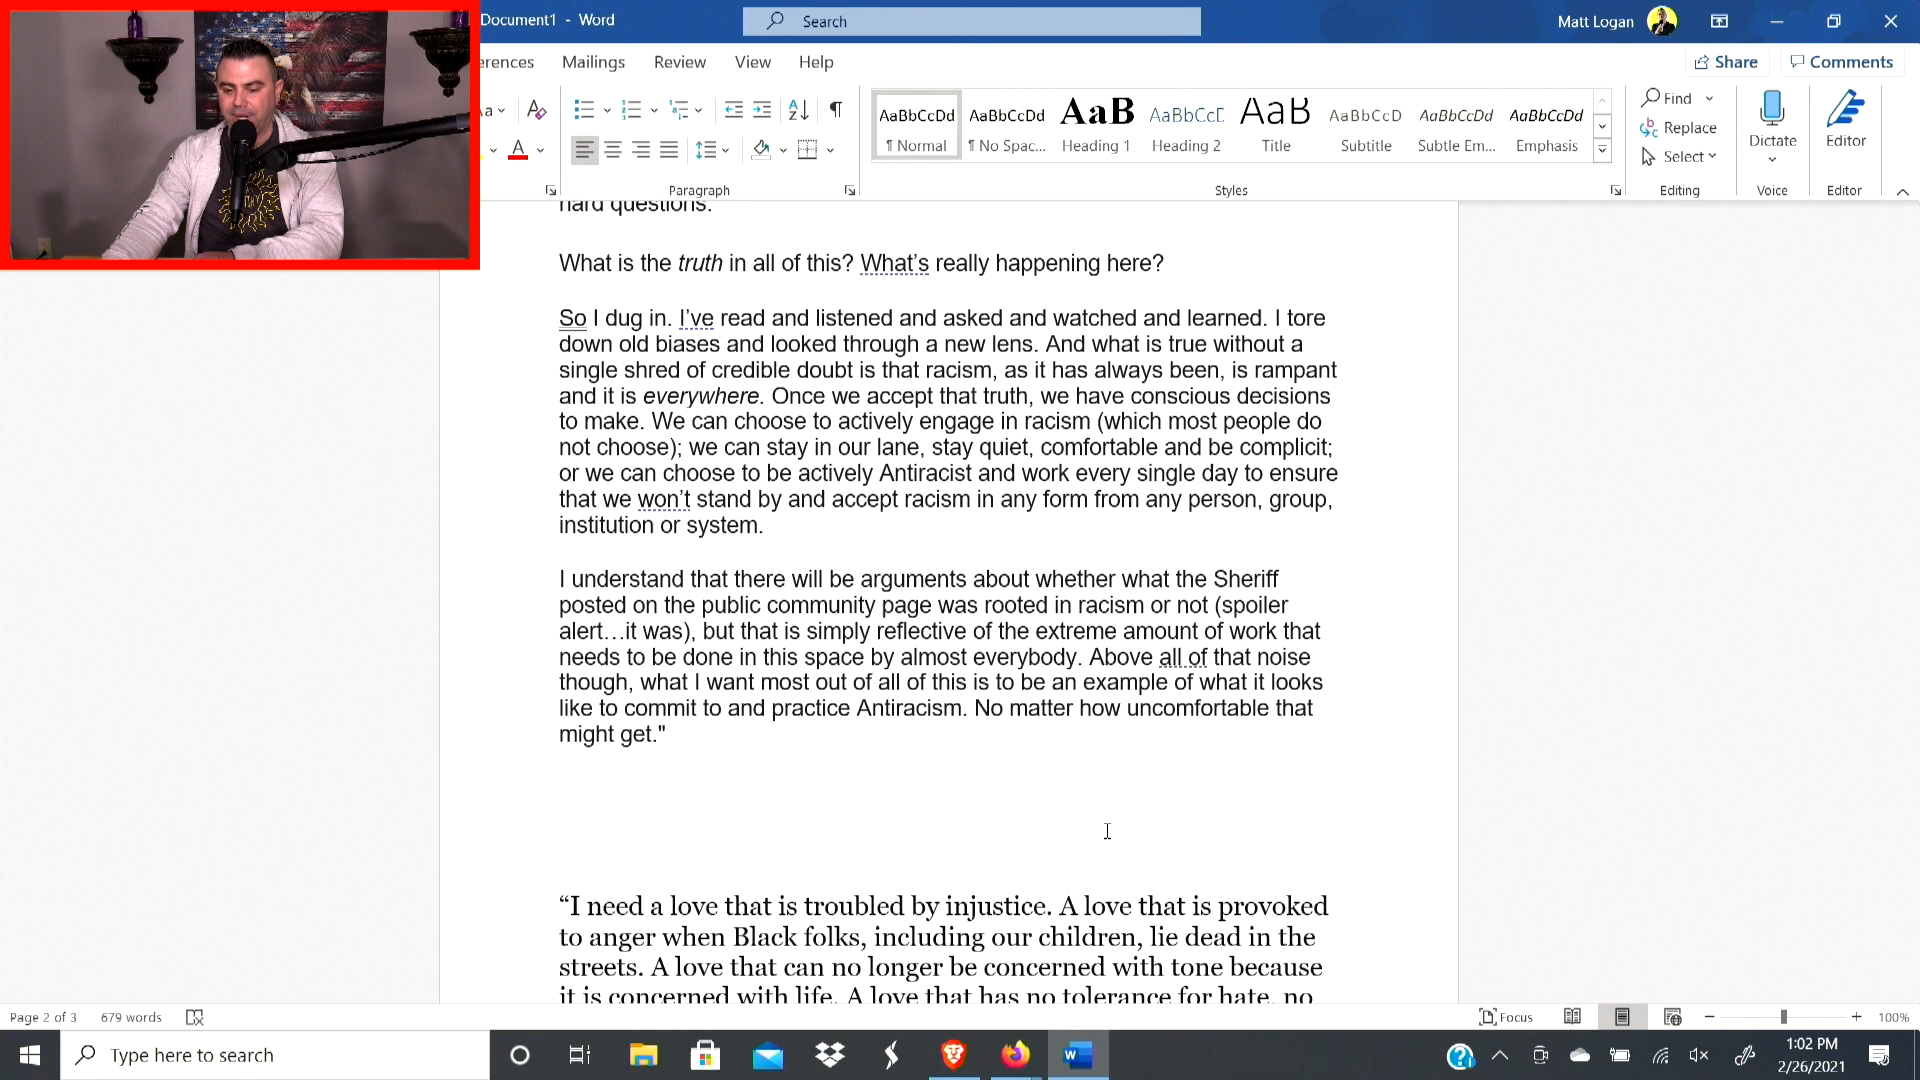 Document1 - Word
Search
Matt Logan
erences Mailings Review View Help
Share Comments
AaBbCcDd AaBbCcDd AaB AaBbCcD AaB AaBbCcD AaBbCcDd AaBbCcDd
¶ Normal ¶ No Spac... Heading 1 Heading 2 Title Subtitle Subtle Em... Emphasis
Find
Replace
Select
Dictate
Editor
Paragraph Styles Editing Voice Editor
hard questions.
What is the truth in all of this? What’s really happening here?
So I dug in. I’ve read and listened and asked and watched and learned. I tore
down old biases and looked through a new lens. And what is true without a
single shred of credible doubt is that racism, as it has always been, is rampant
and it is everywhere. Once we accept that truth, we have conscious decisions
to make. We can choose to actively engage in racism (which most people do
not choose); we can stay in our lane, stay quiet, comfortable and be complicit;
or we can choose to be actively Antiracist and work every single day to ensure
that we won’t stand by and accept racism in any form from any person, group,
institution or system.
I understand that there will be arguments about whether what the Sheriff
posted on the public community page was rooted in racism or not (spoiler
alert…it was), but that is simply reflective of the extreme amount of work that
needs to be done in this space by almost everybody. Above all of that noise
though, what I want most out of all of this is to be an example of what it looks
like to commit to and practice Antiracism. No matter how uncomfortable that
might get."
“I need a love that is troubled by injustice. A love that is provoked
to anger when Black folks, including our children, lie dead in the
streets. A love that can no longer be concerned with tone because
it is concerned with life. A love that has no tolerance for hate, no
Page 2 of 3 679 words Focus 100%
Type here to search
1:02 PM
2/26/2021